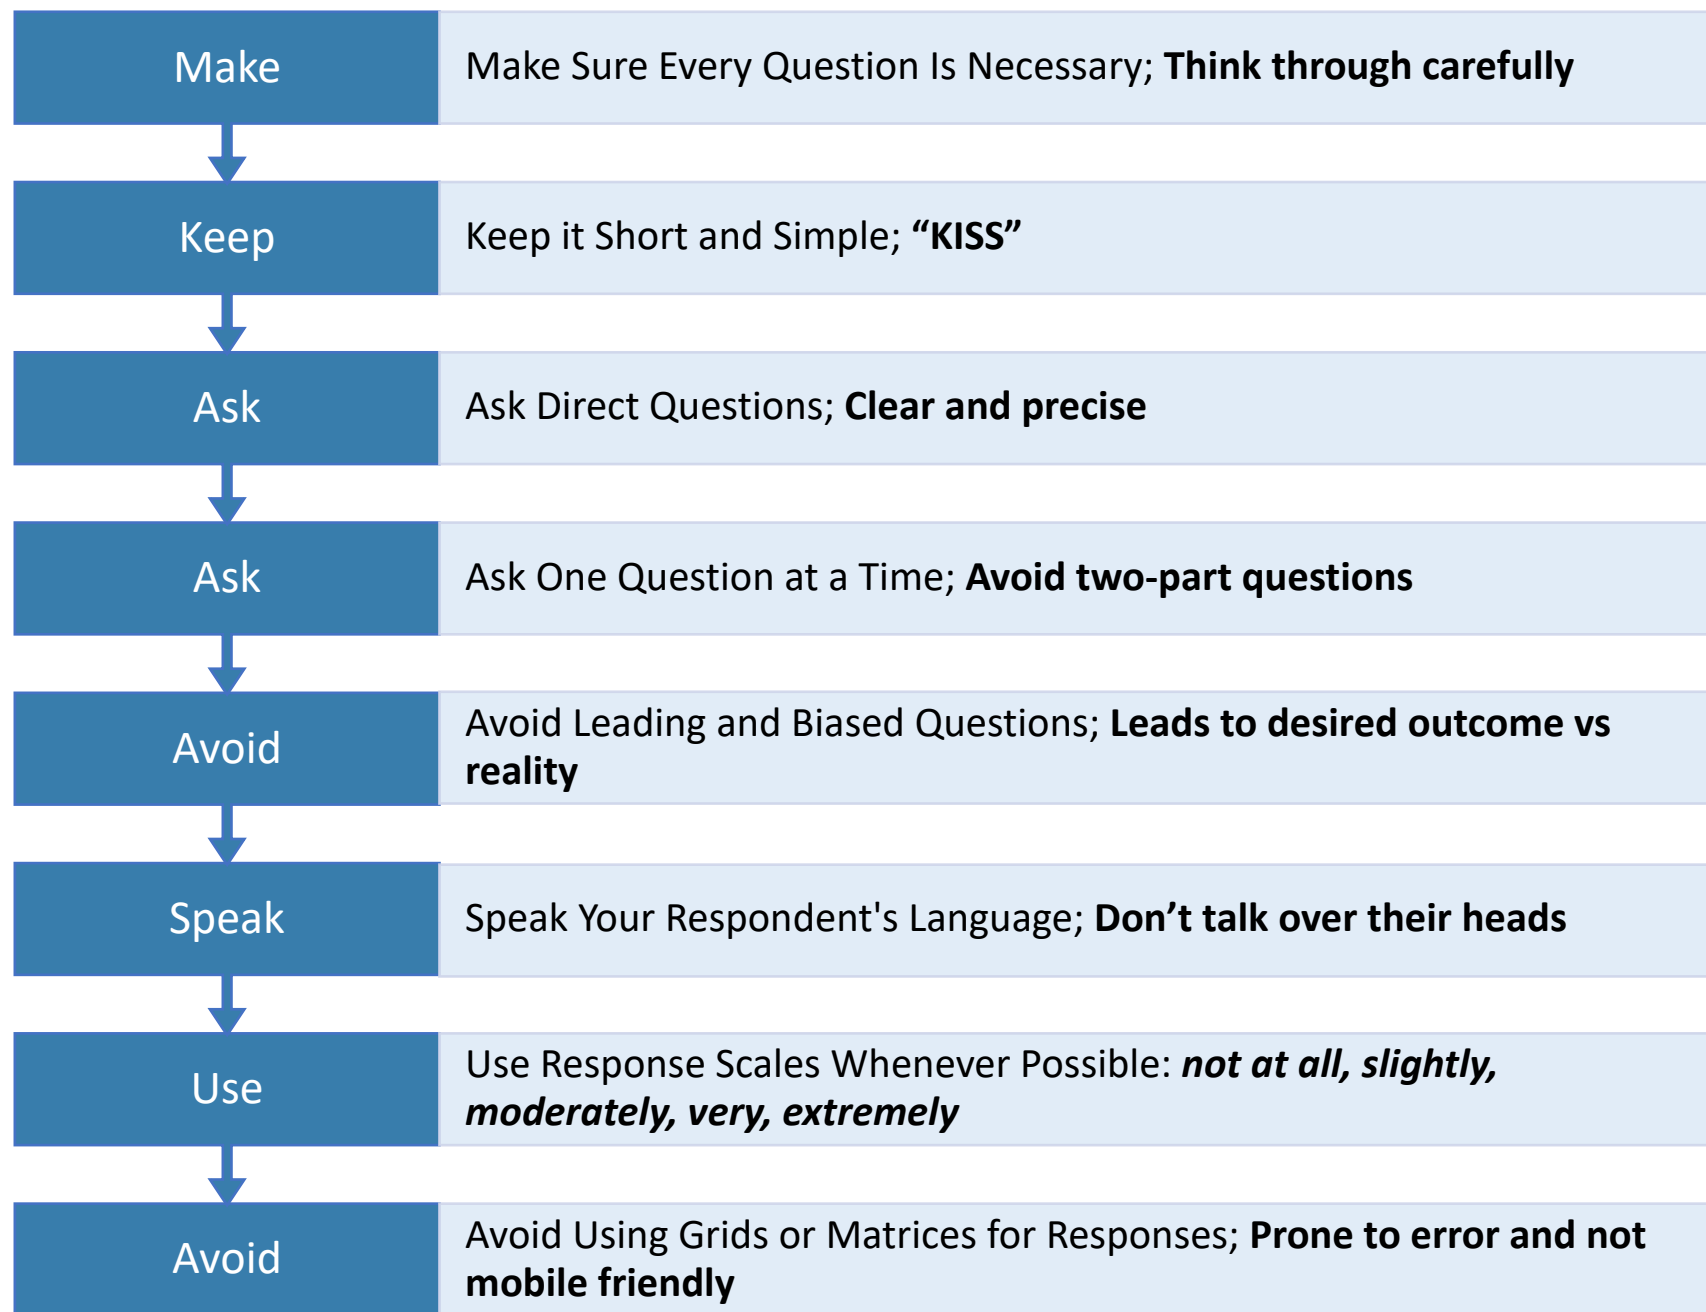 Make
Make Sure Every Question Is Necessary; Think through carefully
Keep
Keep it Short and Simple; “KISS”
Ask
Ask Direct Questions; Clear and precise
Ask
Ask One Question at a Time; Avoid two-part questions
Avoid
Avoid Leading and Biased Questions; Leads to desired outcome vs
reality
Speak
Speak Your Respondent's Language; Don’t talk over their heads
Use
Use Response Scales Whenever Possible: not at all, slightly,
moderately, very, extremely
Avoid
Avoid Using Grids or Matrices for Responses; Prone to error and not
mobile friendly